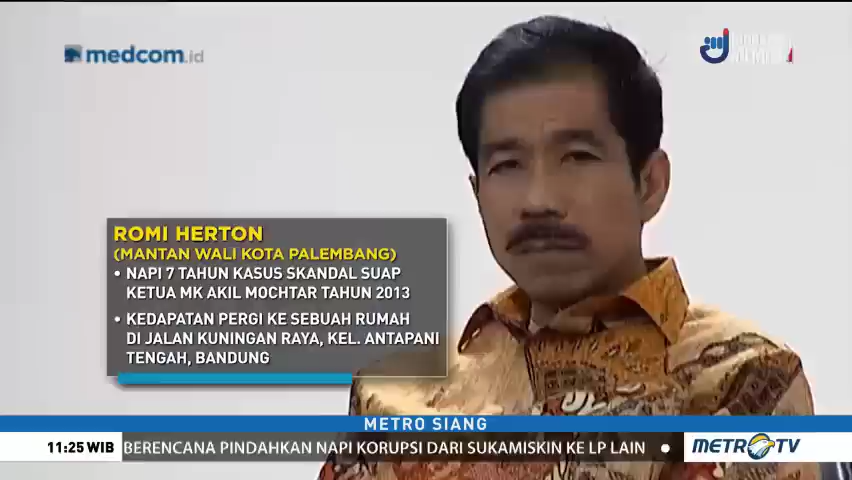 medcom.id
ROMI HERTON
(MANTAN WALI KOTA PALEMBANG)
• NAPI 7 TAHUN KASUS SKANDAL SUAP
KETUA MK AKIL MOCHTAR TAHUN 2013
• KEDAPATAN PERGI KE SEBUAH RUMAH
DI JALAN KUNINGAN RAYA, KEL. ANTAPANI
TENGAH, BANDUNG
METRO SIANG
11:25 WIB
BERENCANA PINDAHKAN NAPI KORUPSI DARI SUKAMISKIN KE LP LAIN •
METRO TV